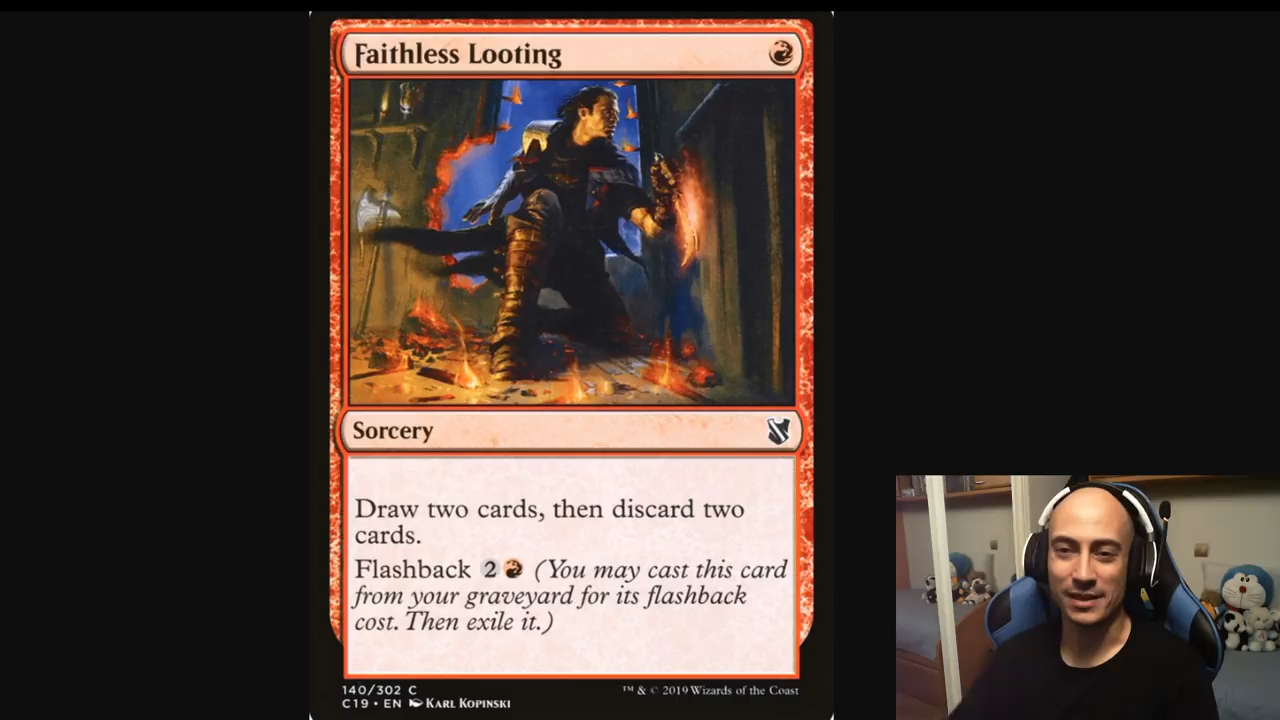 Faithless Looting
Sorcery
Draw two cards, then discard two
cards.
Flashback 2 (You may cast this card
from your graveyard for its flashback
cost. Then exile it.)
140/302 C
C19 • EN KARL KOPINSKI
™ & © 2019 Wizards of the Coast